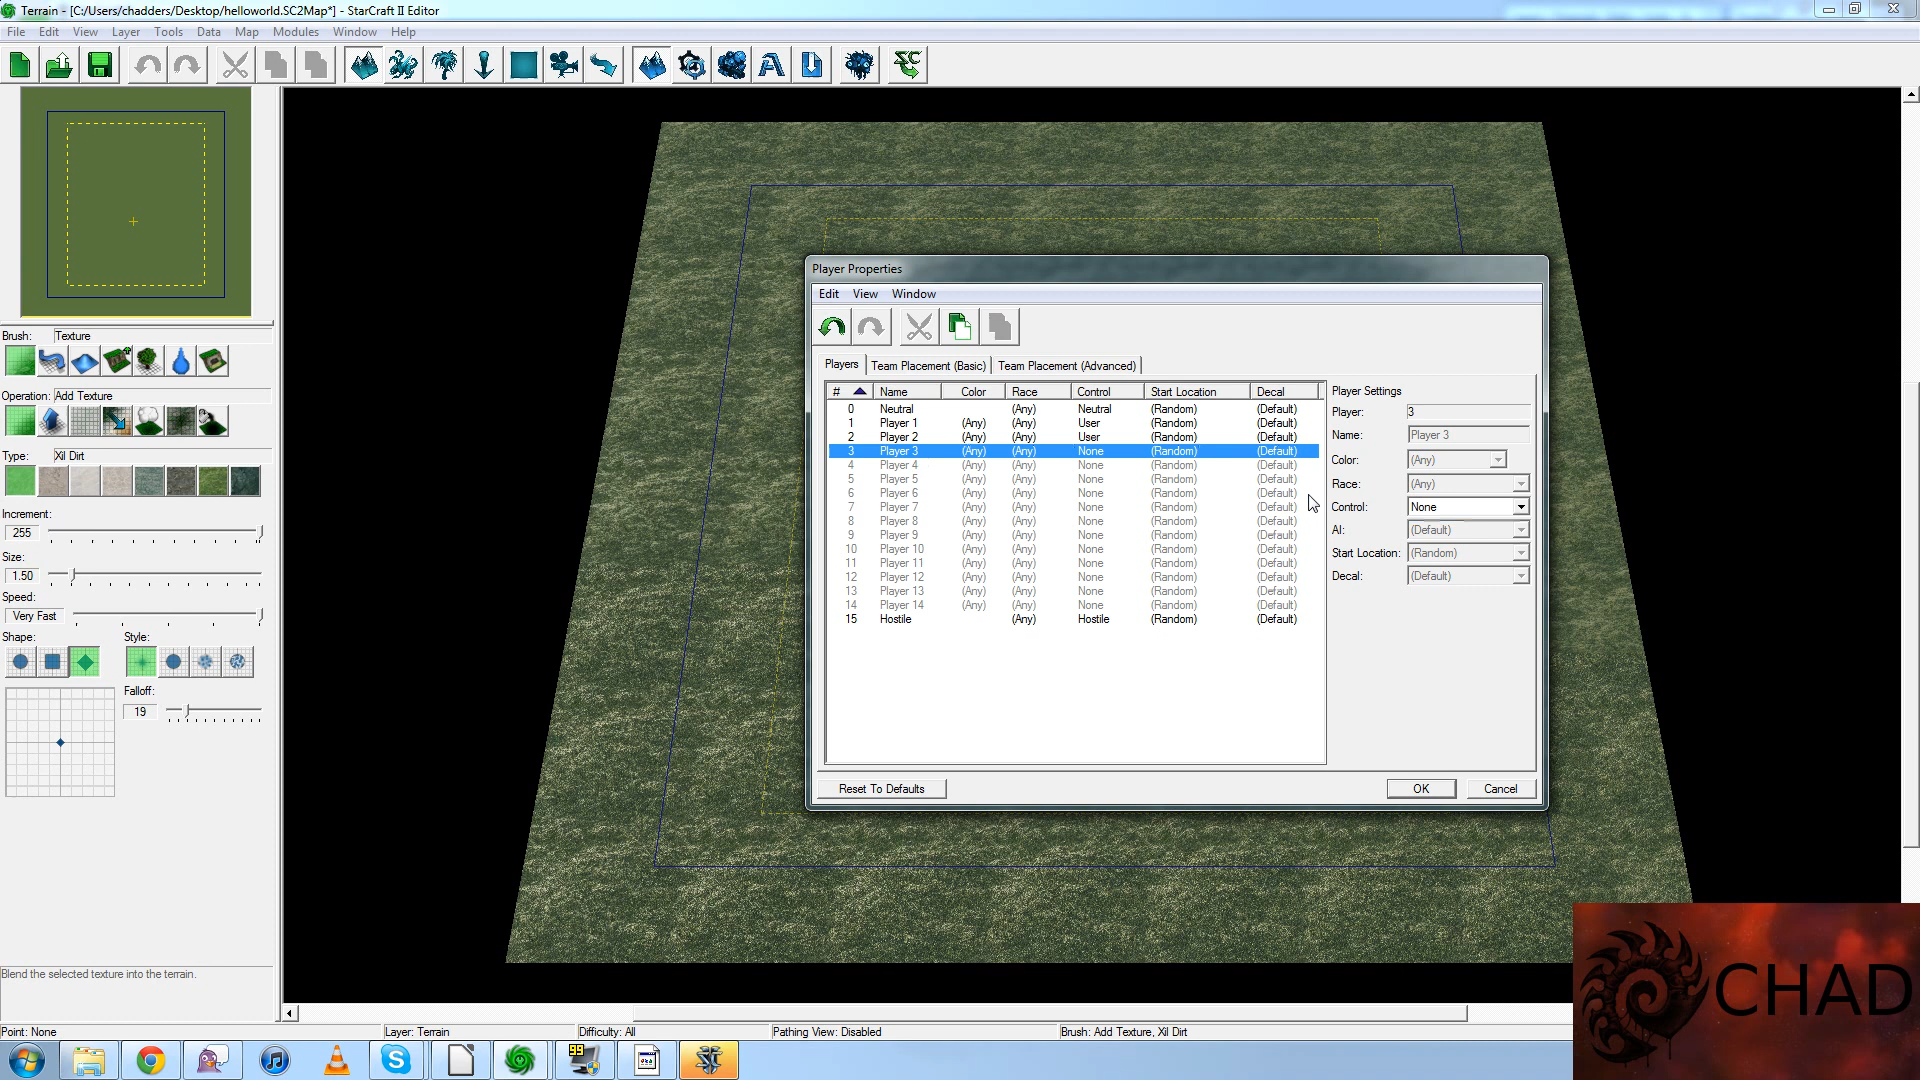 Terrain - [C:/Users/chadders/Desktop/helloworld.SC2Map*] - StarCraft II Editor
File Edit View Layer Tools Data Map Modules Window Help
Brush: Texture
Operation: Add Texture
Type: Xil Dirt
Increment:
255
Size:
1.50
Speed:
Very Fast
Shape: Style:
Falloff:
19
Blend the selected texture into the terrain.
Player Properties
Edit View Window
Players Team Placement (Basic) Team Placement (Advanced)
# Name Color Race Control Start Location Decal
0 Neutral (Any) Neutral (Random) (Default)
1 Player 1 (Any) (Any) User (Random) (Default)
2 Player 2 (Any) (Any) User (Random) (Default)
3 Player 3 (Any) (Any) None (Random) (Default)
4 Player 4 (Any) (Any) None (Random) (Default)
5 Player 5 (Any) (Any) None (Random) (Default)
6 Player 6 (Any) (Any) None (Random) (Default)
7 Player 7 (Any) (Any) None (Random) (Default)
8 Player 8 (Any) (Any) None (Random) (Default)
9 Player 9 (Any) (Any) None (Random) (Default)
10 Player 10 (Any) (Any) None (Random) (Default)
11 Player 11 (Any) (Any) None (Random) (Default)
12 Player 12 (Any) (Any) None (Random) (Default)
13 Player 13 (Any) (Any) None (Random) (Default)
14 Player 14 (Any) (Any) None (Random) (Default)
15 Hostile (Any) Hostile (Random) (Default)
Player Settings
Player: 3
Name: Player 3
Color: (Any)
Race: (Any)
Control: None
AI: (Default)
Start Location: (Random)
Decal: (Default)
Reset To Defaults OK Cancel
CHAD
Point: None Layer: Terrain Difficulty: All Pathing View: Disabled Brush: Add Texture, Xil Dirt
99